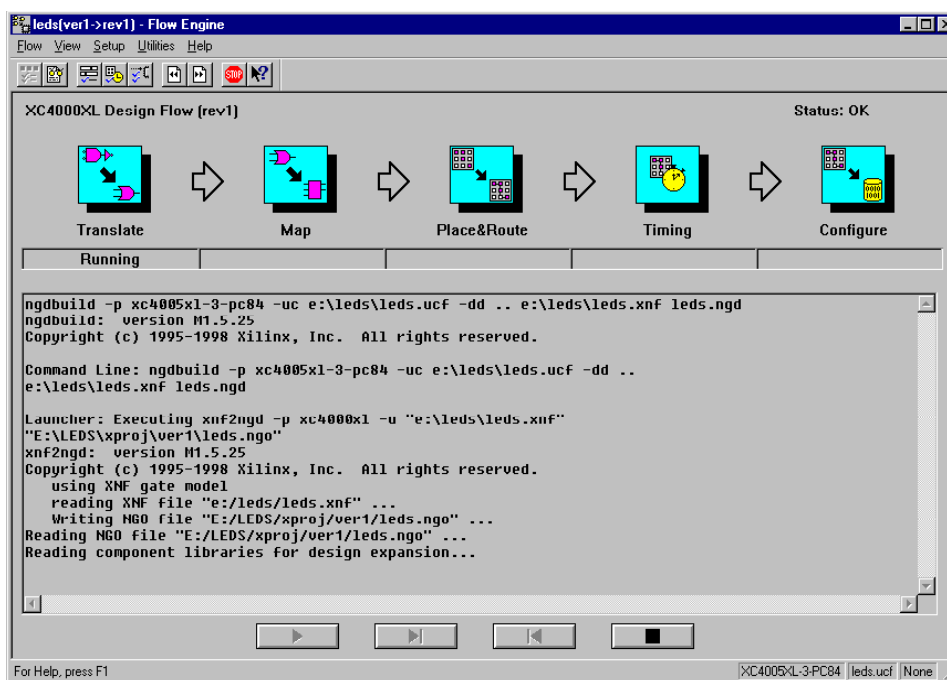 leds(ver1->rev1) - Flow Engine
Flow View Setup Utilities Help
STOP
XC4000XL Design Flow (rev1) Status: OK
0010
1001
Translate Map Place&Route Timing Configure
Running
ngdbuild -p xc4005xl-3-pc84 -uc e:\leds\leds.ucf -dd .. e:\leds\leds.xnf leds.ngd
ngdbuild: version M1.5.25
Copyright (c) 1995-1998 Xilinx, Inc. All rights reserved.
Command Line: ngdbuild -p xc4005xl-3-pc84 -uc e:\leds\leds.ucf -dd ..
e:\leds\leds.xnf leds.ngd
Launcher: Executing xnf2ngd -p xc4000xl -u "e:\leds\leds.xnf"
"E:\LEDS\xproj\ver1\leds.ngo"
xnf2ngd: version M1.5.25
Copyright (c) 1995-1998 Xilinx, Inc. All rights reserved.
using XNF gate model
reading XNF file "e:/leds/leds.xnf" ...
Writing NGO file "E:/LEDS/xproj/ver1/leds.ngo" ...
Reading NGO file "E:/LEDS/xproj/ver1/leds.ngo" ...
Reading component libraries for design expansion...
For Help, press F1 XC4005XL-3-PC84 leds.ucf None